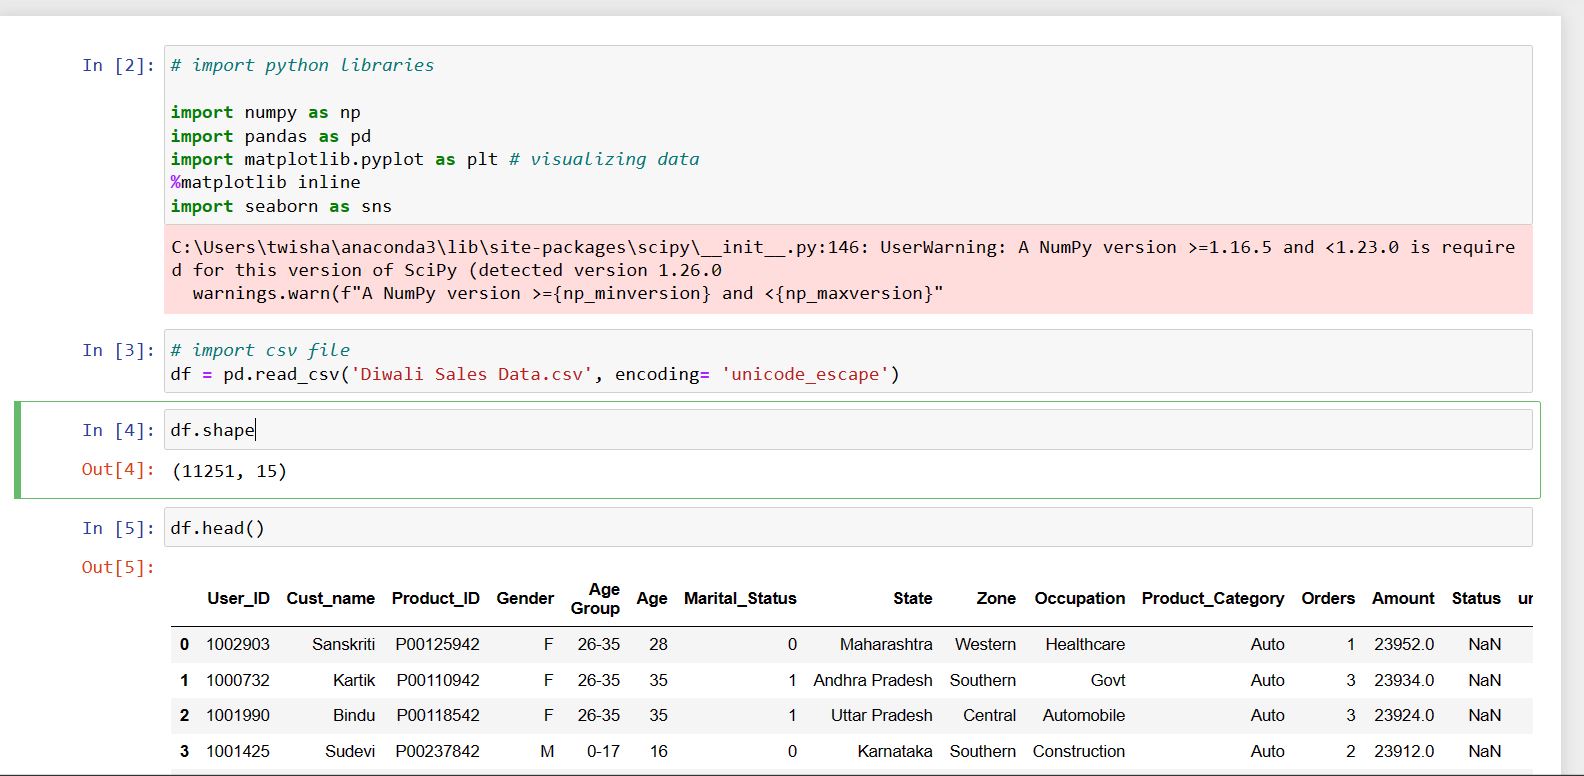 In [2]: # import python libraries
import numpy as np
import pandas as pd
import matplotlib.pyplot as plt # visualizing data
%matplotlib inline
import seaborn as sns
C:\Users\twisha\anaconda3\lib\site-packages\scipy\__init__.py:146: UserWarning: A NumPy version >=1.16.5 and <1.23.0 is require
d for this version of SciPy (detected version 1.26.0
warnings.warn(f"A NumPy version >={np_minversion} and <{np_maxversion}"
In [3]: # import csv file
df = pd.read_csv('Diwali Sales Data.csv', encoding= 'unicode_escape')
In [4]: df.shape
Out[4]: (11251, 15)
In [5]: df.head()
Out[5]:
User_ID Cust_name Product_ID Gender Age Group Age Marital_Status State Zone Occupation Product_Category Orders Amount Status
0 1002903 Sanskriti P00125942 F 26-35 28 0 Maharashtra Western Healthcare Auto 1 23952.0 NaN
1 1000732 Kartik P00110942 F 26-35 35 1 Andhra Pradesh Southern Govt Auto 3 23934.0 NaN
2 1001990 Bindu P00118542 F 26-35 35 1 Uttar Pradesh Central Automobile Auto 3 23924.0 NaN
3 1001425 Sudevi P00237842 M 0-17 16 0 Karnataka Southern Construction Auto 2 23912.0 NaN